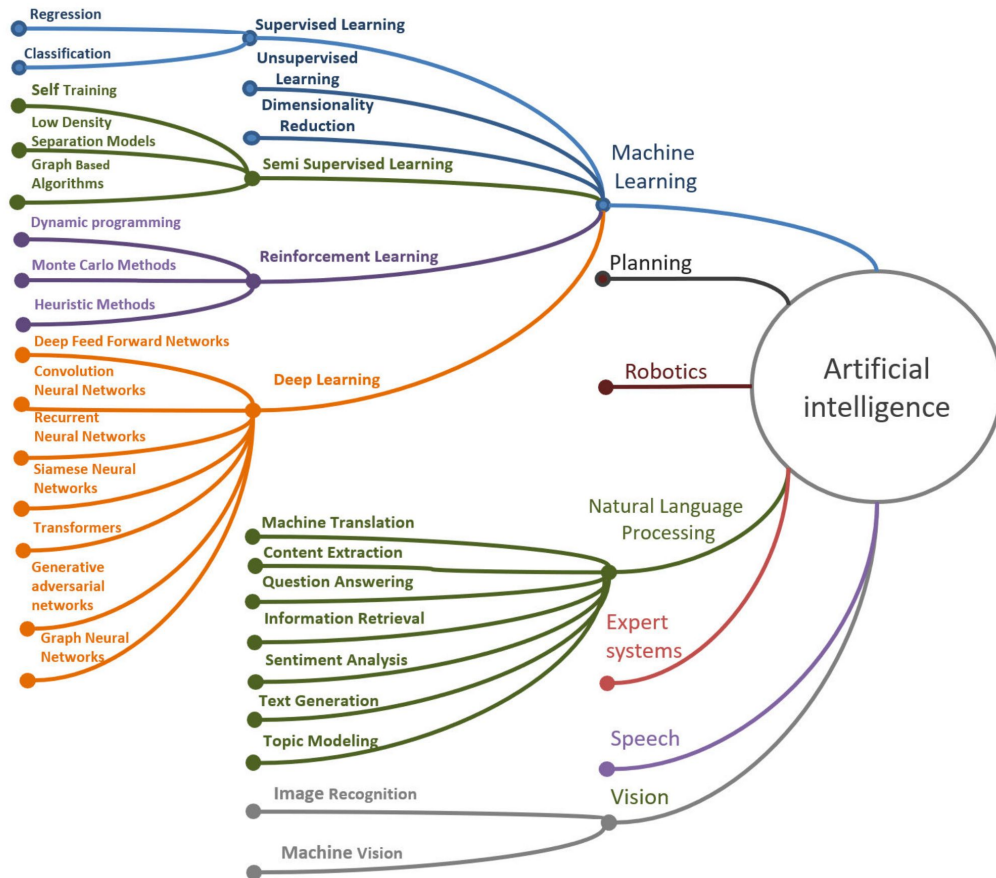 Regression
Supervised Learning
Classification
Unsupervised
Learning
Self Training
Dimensionality
Reduction
Low Density
Separation Models
Semi Supervised Learning
Graph Based
Algorithms
Machine
Learning
Dynamic programming
Reinforcement Learning
Monte Carlo Methods
Heuristic Methods
Planning
Deep Feed Forward Networks
Convolution
Neural Networks
Deep Learning
Recurrent
Neural Networks
Siamese Neural
Networks
Transformers
Generative
adversarial
networks
Graph Neural
Networks
Robotics
Artificial
intelligence
Natural Language
Processing
Machine Translation
Content Extraction
Question Answering
Information Retrieval
Sentiment Analysis
Text Generation
Topic Modeling
Expert
systems
Speech
Vision
Image Recognition
Machine Vision